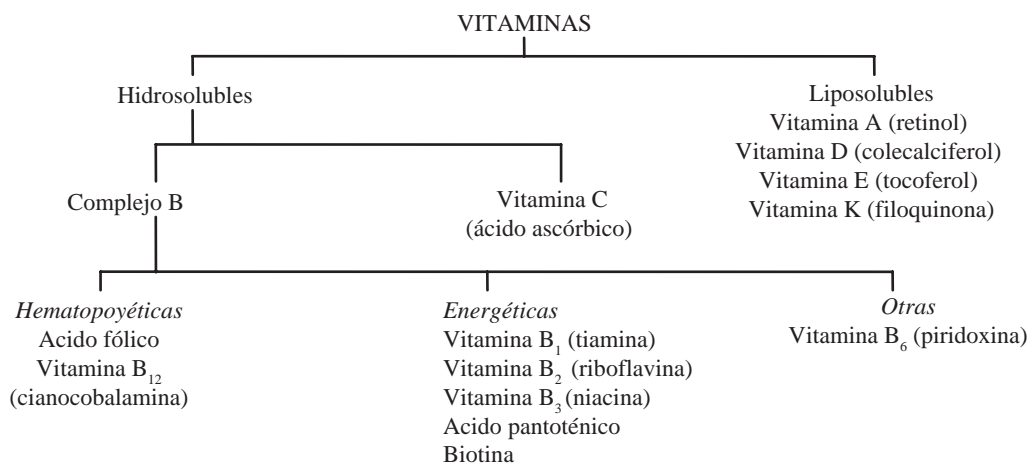 VITAMINAS
Hidrosolubles
Liposolubles
Vitamina A (retinol)
Vitamina D (colecalciferol)
Vitamina E (tocoferol)
Vitamina K (filoquinona)
Complejo B
Vitamina C
(ácido ascórbico)
Hematopoyéticas
Acido fólico
Vitamina B₁₂
(cianocobalamina)
Energéticas
Vitamina B₁ (tiamina)
Vitamina B₂ (riboflavina)
Vitamina B₃ (niacina)
Acido pantoténico
Biotina
Otras
Vitamina B₆ (piridoxina)